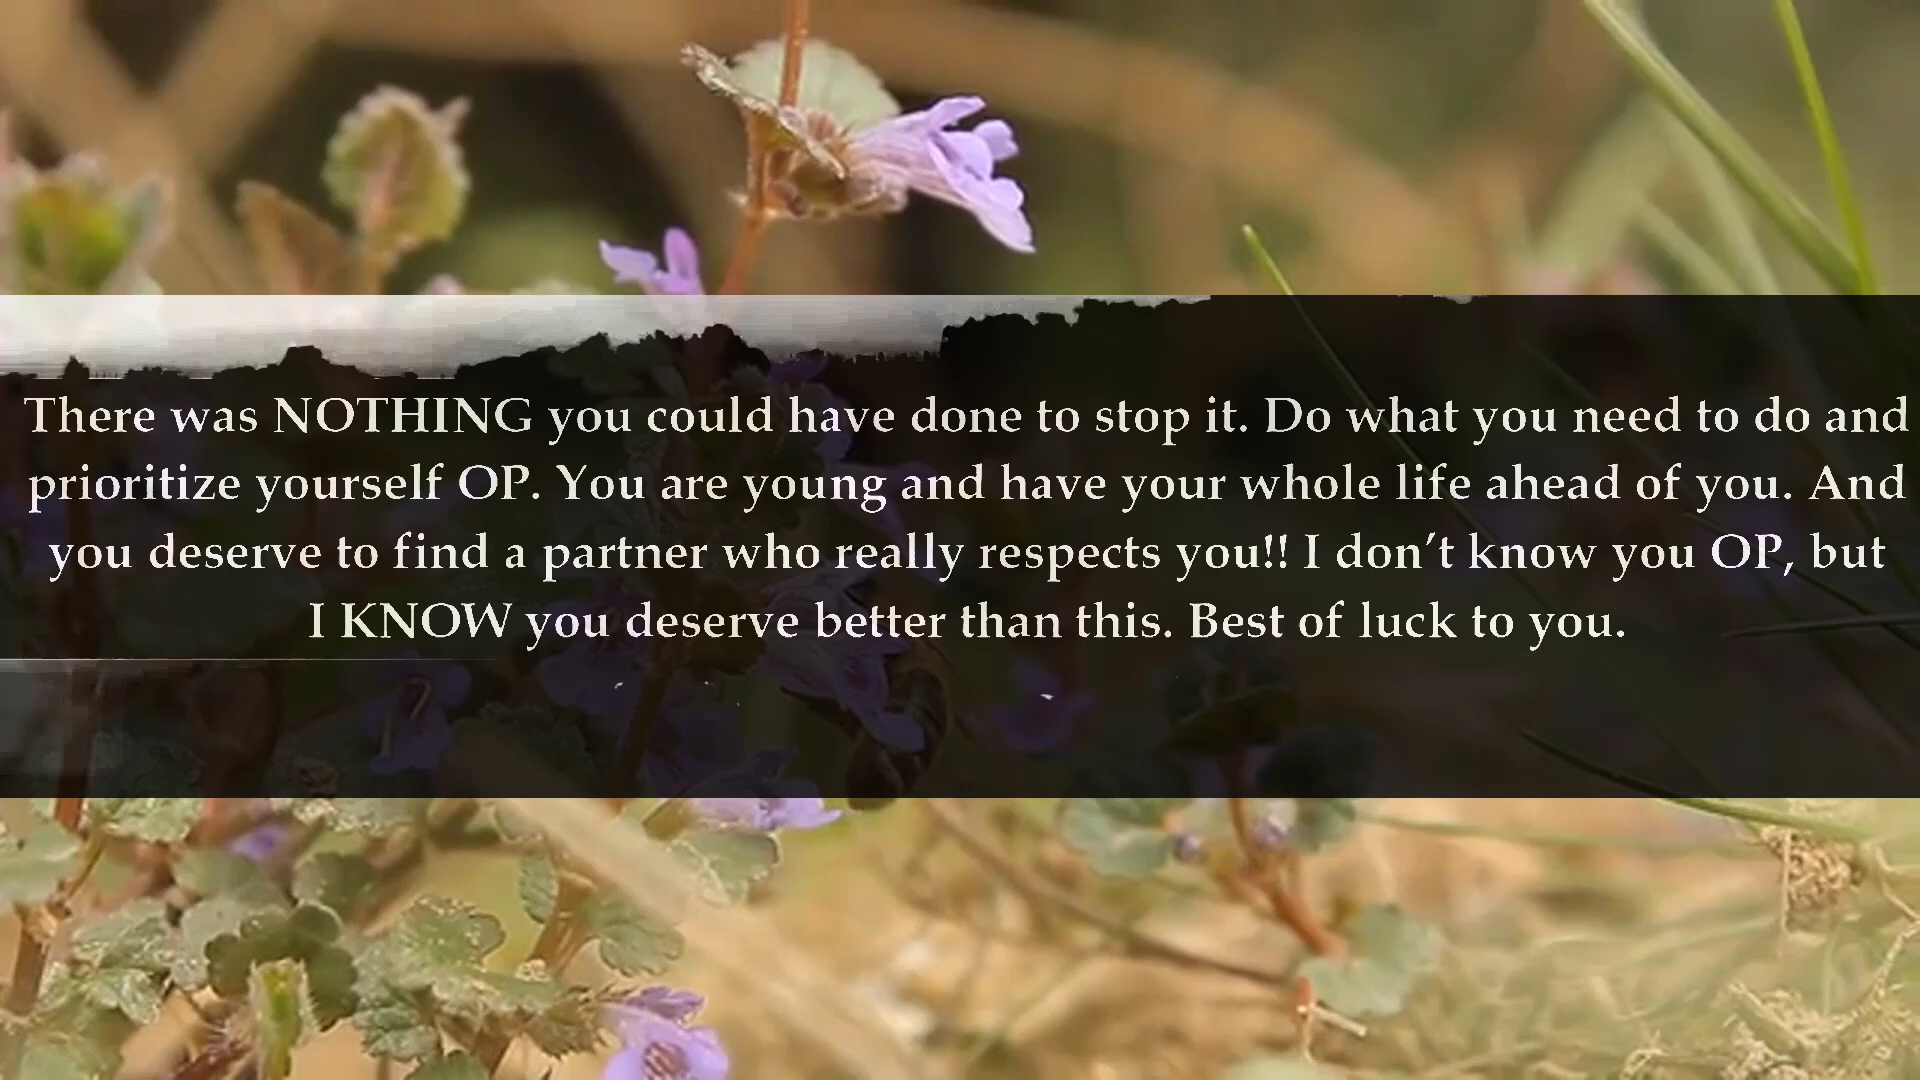 There was NOTHING you could have done to stop it. Do what you need to do and
prioritize yourself OP. You are young and have your whole life ahead of you. And
you deserve to find a partner who really respects you!! I don’t know you OP, but
I KNOW you deserve better than this. Best of luck to you.